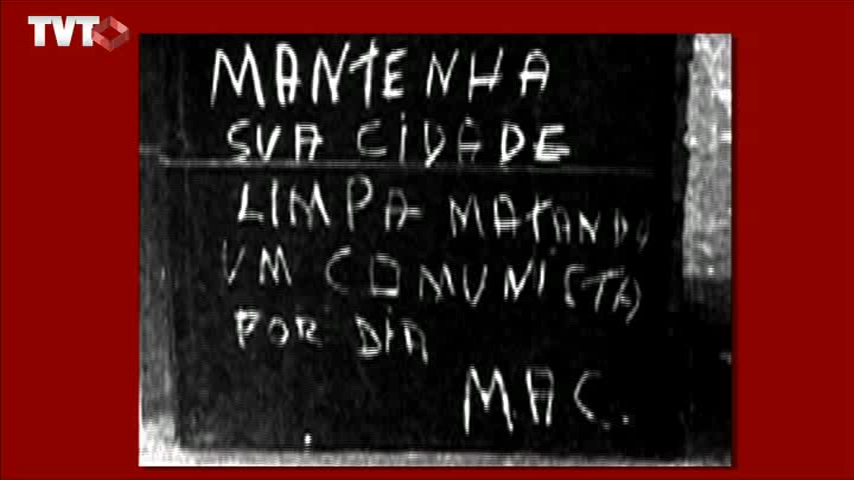 TVT
MANTENHA
SUA CIDADE
LIMPA MATANDO
UM COMUNISTA
POR DIA
MAC.